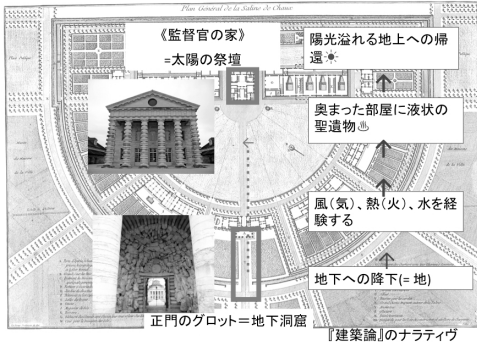 Plan Général de la Saline de Chaux
《監督官の家》
=太陽の祭壇
陽光溢れる地上への帰
還☀
奥まった部屋に液状の
聖遺物♨
風(気)、熱(火)、水を経
験する
地下への降下(= 地)
正門のグロット=地下洞窟
『建築論』のナラティヴ